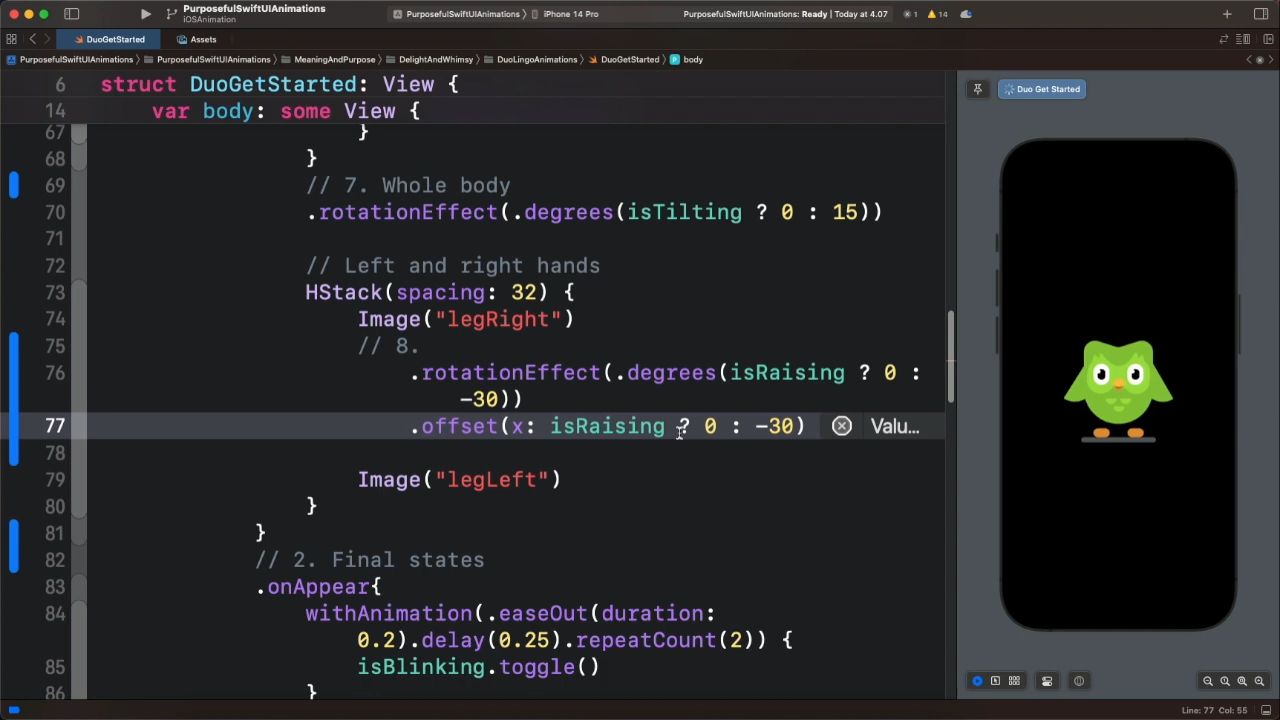 PurposefulSwiftUIAnimations
iOSAnimation
PurposefulSwiftUIAnimations 〉 iPhone 14 Pro
PurposefulSwiftUIAnimations: Ready | Today at 4.07
1 14
DuoGetStarted
Assets
PurposefulSwiftUIAnimations 〉 PurposefulSwiftUIAnimations 〉 MeaningAndPurpose 〉 DelightAndWhimsy 〉 DuoLingoAnimations 〉 DuoGetStarted 〉 body
6 struct DuoGetStarted: View {
14 var body: some View {
67 }
68 }
69 // 7. Whole body
70 .rotationEffect(.degrees(isTilting ? 0 : 15))
71
72 // Left and right hands
73 HStack(spacing: 32) {
74 Image("legRight")
75 // 8.
76 .rotationEffect(.degrees(isRaising ? 0 :
-30))
77 .offset(x: isRaising ? 0 : -30) Valu…
78
79 Image("legLeft")
80 }
81 }
82 // 2. Final states
83 .onAppear{
84 withAnimation(.easeOut(duration:
0.2).delay(0.25).repeatCount(2)) {
85 isBlinking.toggle()
86 }
Duo Get Started
Line: 77 Col: 55